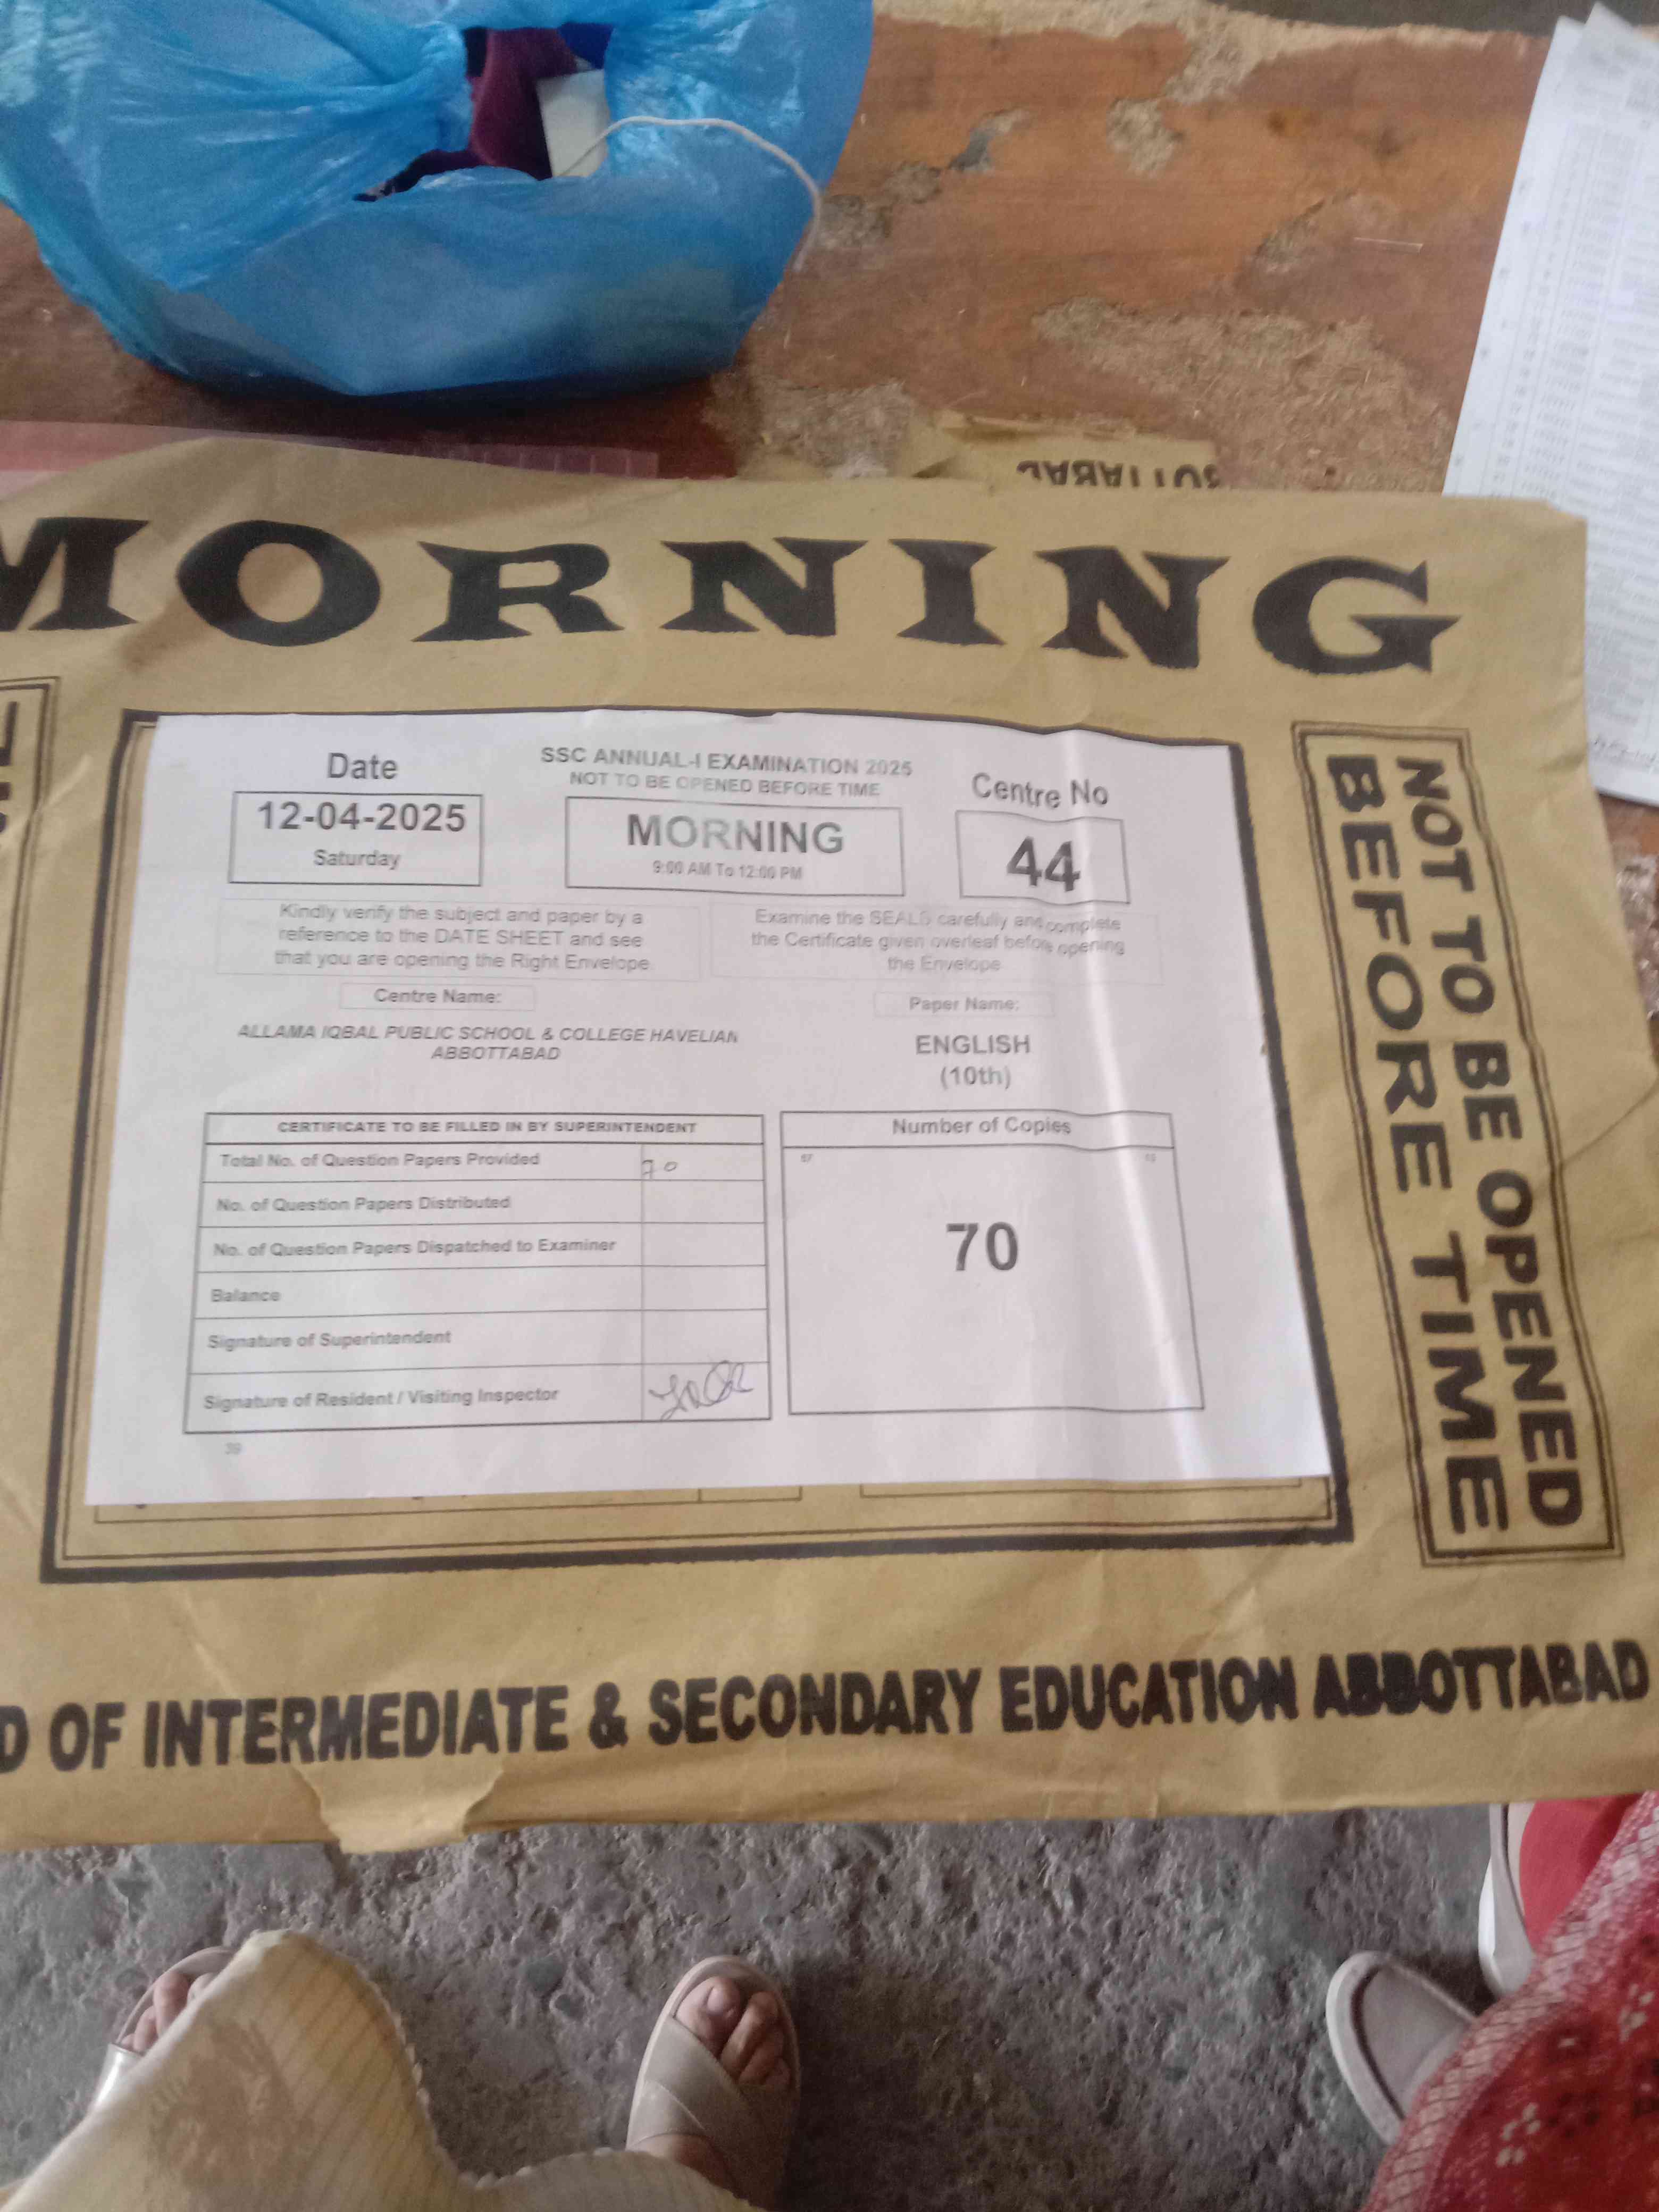 OTTABAD
MORNING
Date
12-04-2025
Saturday
SSC ANNUAL-I EXAMINATION 2025
NOT TO BE OPENED BEFORE TIME
MORNING
9:00 AM To 12:00 PM
Centre No
44
Kindly verify the subject and paper by a
reference to the DATE SHEET and see
that you are opening the Right Envelope
Examine the SEALS carefully and complete
the Certificate given overleaf before opening
the Envelope
Centre Name:
ALLAMA IQBAL PUBLIC SCHOOL & COLLEGE HAVELIAN
ABBOTTABAD
Paper Name:
ENGLISH
(10th)
CERTIFICATE TO BE FILLED IN BY SUPERINTENDENT
Total No. of Question Papers Provided 70
No. of Question Papers Distributed
No. of Question Papers Dispatched to Examiner
Balance
Signature of Superintendent
Signature of Resident / Visiting Inspector
39
Number of Copies
67
70
NOT TO BE OPENED
BEFORE TIME
D OF INTERMEDIATE & SECONDARY EDUCATION ABBOTTABAD